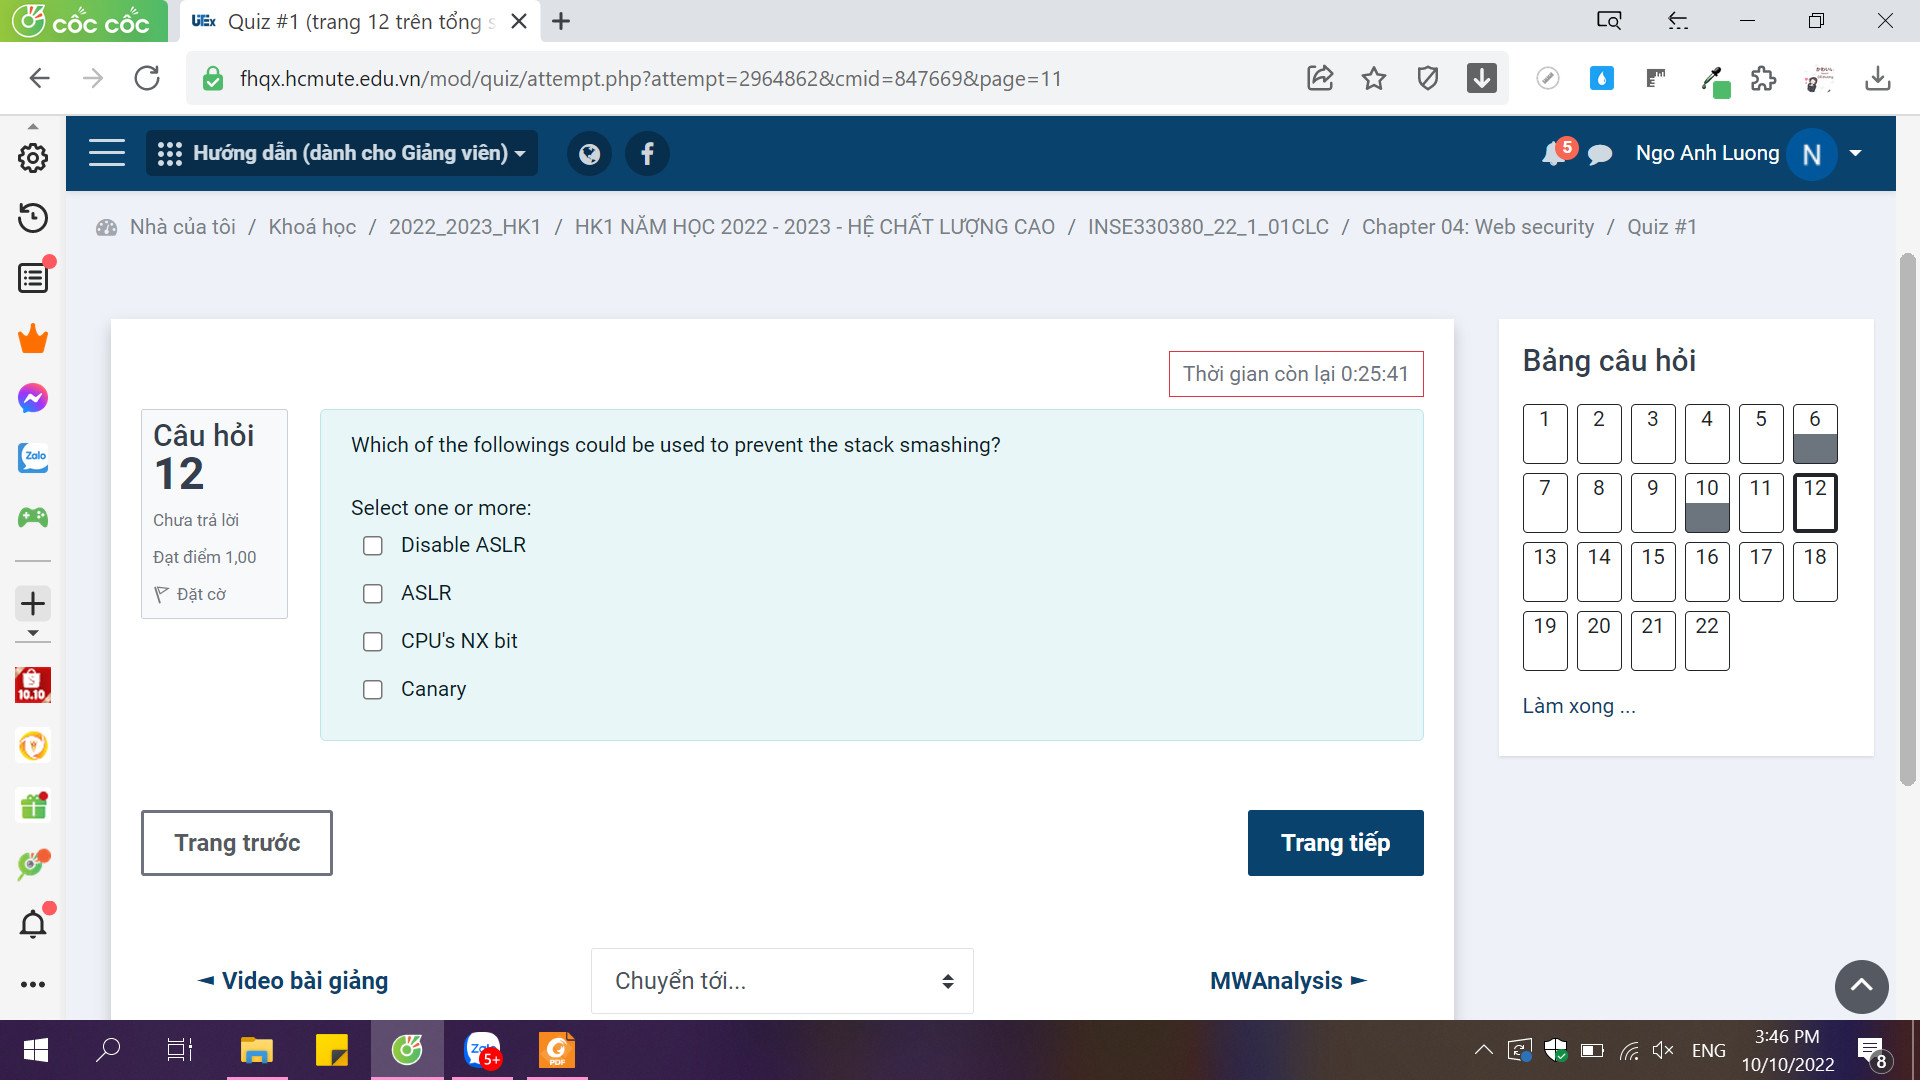 cốc cốc
UEx Quiz #1 (trang 12 trên tổng s
fhqx.hcmute.edu.vn/mod/quiz/attempt.php?attempt=2964862&cmid=847669&page=11
Hướng dẫn (dành cho Giảng viên)
5
Ngo Anh Luong
N
Nhà của tôi / Khoá học / 2022_2023_HK1 / HK1 NĂM HỌC 2022 - 2023 - HỆ CHẤT LƯỢNG CAO / INSE330380_22_1_01CLC / Chapter 04: Web security / Quiz #1
Thời gian còn lại 0:25:41
Câu hỏi
12
Chưa trả lời
Đạt điểm 1,00
Đặt cờ
Which of the followings could be used to prevent the stack smashing?
Select one or more:
Disable ASLR
ASLR
CPU's NX bit
Canary
Bảng câu hỏi
1 2 3 4 5 6
7 8 9 10 11 12
13 14 15 16 17 18
19 20 21 22
Làm xong ...
Zalo
10.10
Trang trước
Trang tiếp
◄ Video bài giảng
Chuyển tới...
MWAnalysis ►
5+
PDF
ENG
3:46 PM
10/10/2022
8